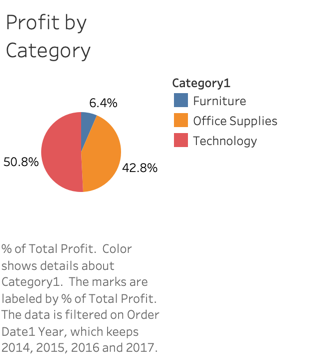 Profit by
Category
Category1
Furniture
Office Supplies
Technology
6.4%
50.8%
42.8%
% of Total Profit.  Color
shows details about
Category1.  The marks are
labeled by % of Total Profit.
The data is filtered on Order
Date1 Year, which keeps
2014, 2015, 2016 and 2017.